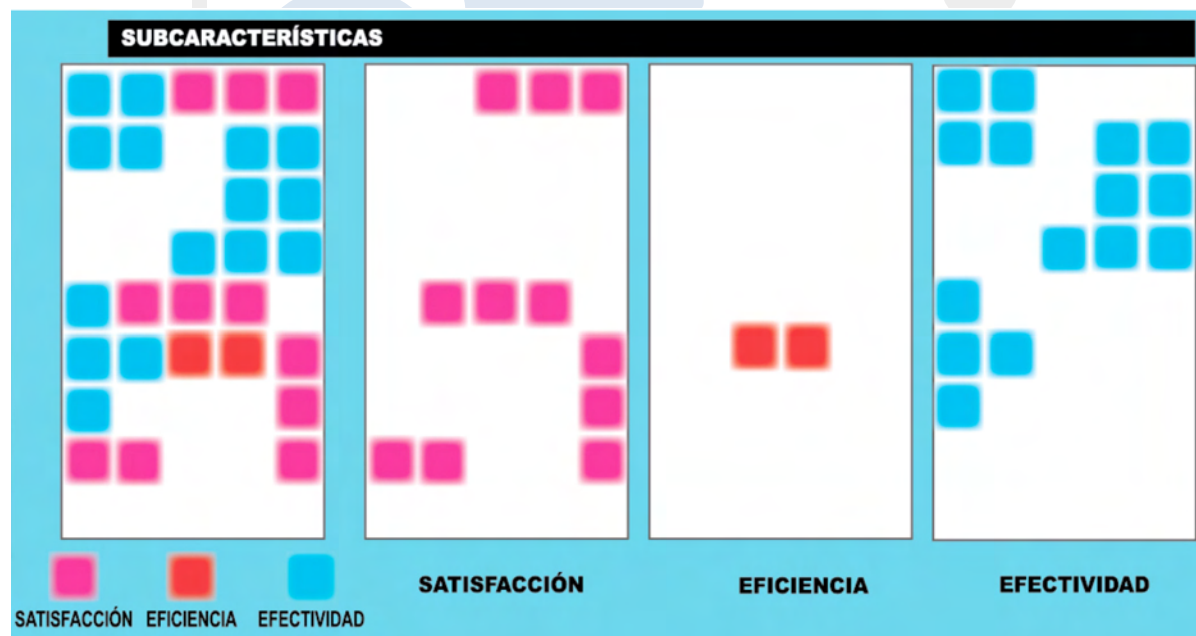 SUBCARACTERÍSTICAS
SATISFACCIÓN EFICIENCIA EFECTIVIDAD
SATISFACCIÓN EFICIENCIA EFECTIVIDAD